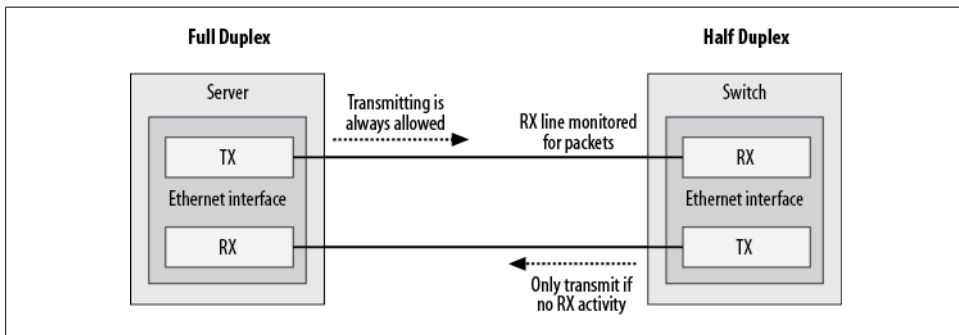 Full Duplex
Half Duplex
Server
Switch
Transmitting is
always allowed
RX line monitored
for packets
TX
RX
Ethernet interface
Ethernet interface
RX
TX
Only transmit if
no RX activity